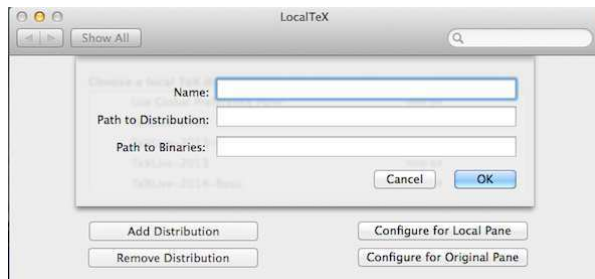 LocalTeX
Show All
Name:
Path to Distribution:
Path to Binaries:
Cancel OK
Add Distribution Configure for Local Pane
Remove Distribution Configure for Original Pane